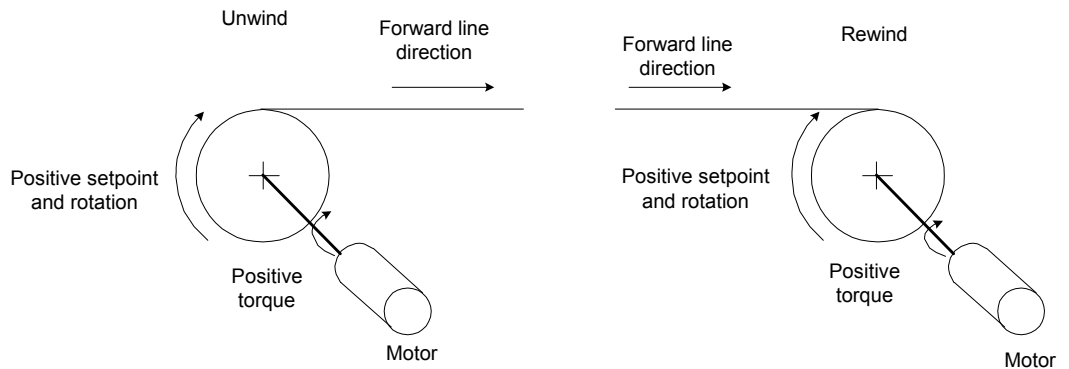 Unwind
Forward line
direction
Positive setpoint
and rotation
Positive
torque
Motor
Rewind
Forward line
direction
Positive setpoint
and rotation
Positive
torque
Motor